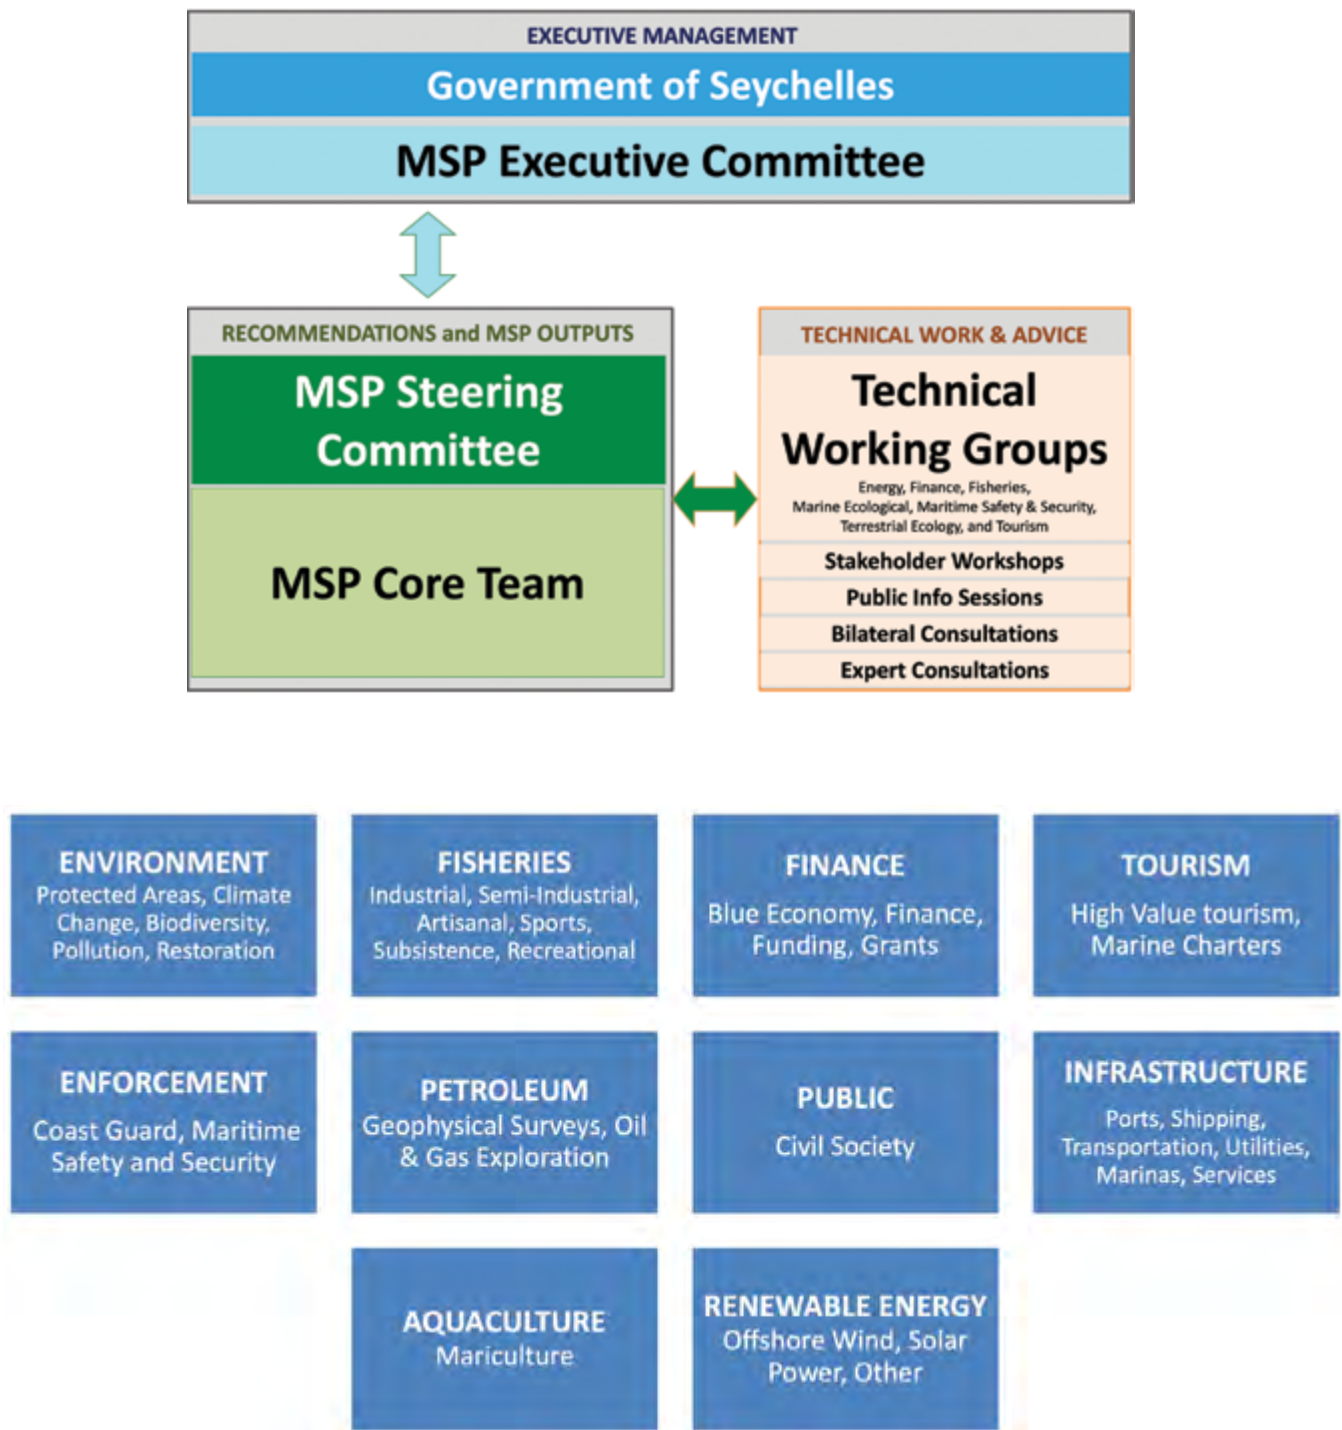 EXECUTIVE MANAGEMENT
Government of Seychelles
MSP Executive Committee
RECOMMENDATIONS and MSP OUTPUTS
MSP Steering
Committee
MSP Core Team
TECHNICAL WORK & ADVICE
Technical
Working Groups
Energy, Finance, Fisheries,
Marine Ecological, Maritime Safety & Security,
Terrestrial Ecology, and Tourism
Stakeholder Workshops
Public Info Sessions
Bilateral Consultations
Expert Consultations
ENVIRONMENT
Protected Areas, Climate
Change, Biodiversity,
Pollution, Restoration
FISHERIES
Industrial, Semi-Industrial,
Artisanal, Sports,
Subsistence, Recreational
FINANCE
Blue Economy, Finance,
Funding, Grants
TOURISM
High Value tourism,
Marine Charters
ENFORCEMENT
Coast Guard, Maritime
Safety and Security
PETROLEUM
Geophysical Surveys, Oil
& Gas Exploration
PUBLIC
Civil Society
INFRASTRUCTURE
Ports, Shipping,
Transportation, Utilities,
Marinas, Services
AQUACULTURE
Mariculture
RENEWABLE ENERGY
Offshore Wind, Solar
Power, Other